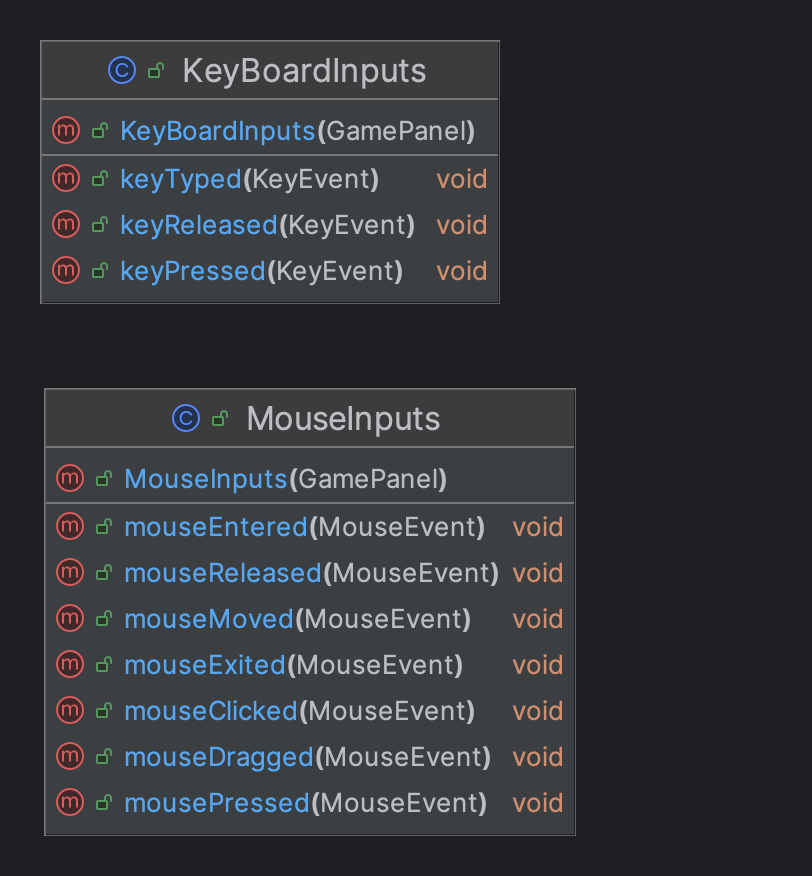 C KeyBoardInputs
m KeyBoardInputs(GamePanel)
m keyTyped(KeyEvent) void
m keyReleased(KeyEvent) void
m keyPressed(KeyEvent) void
C MouseInputs
m MouseInputs(GamePanel)
m mouseEntered(MouseEvent) void
m mouseReleased(MouseEvent) void
m mouseMoved(MouseEvent) void
m mouseExited(MouseEvent) void
m mouseClicked(MouseEvent) void
m mouseDragged(MouseEvent) void
m mousePressed(MouseEvent) void